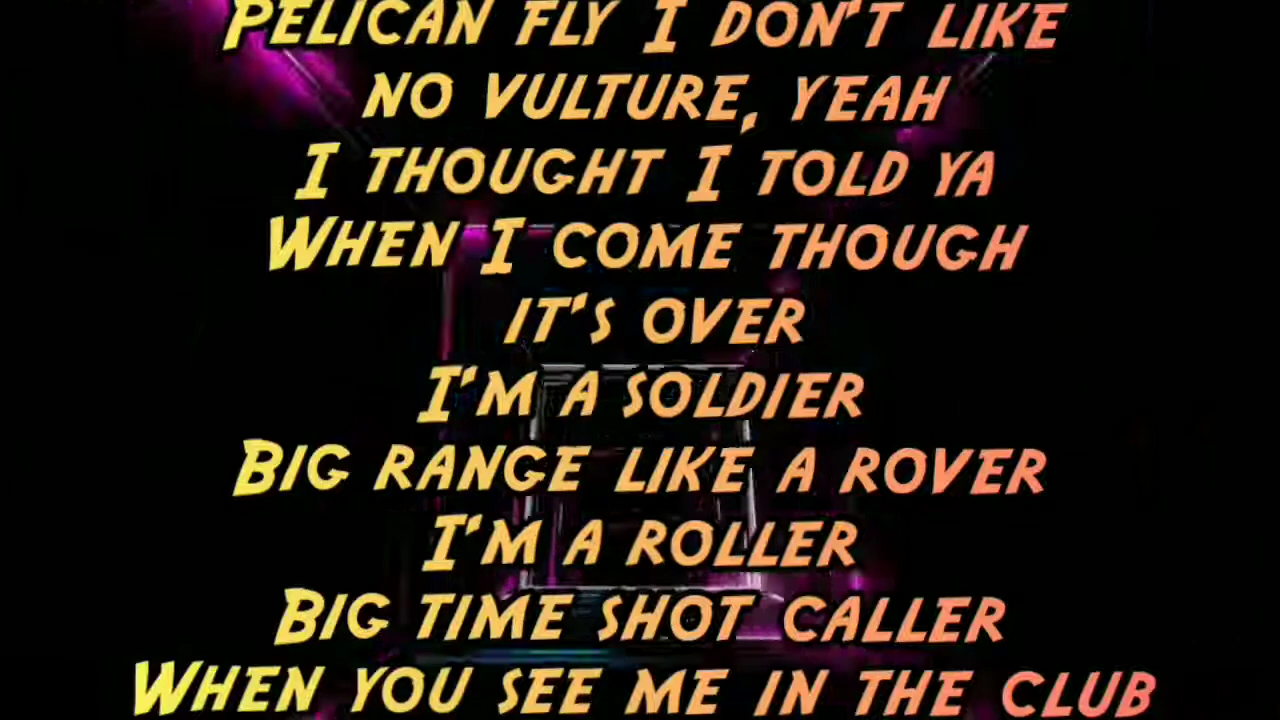 PELICAN FLY I DON'T LIKE
NO VULTURE, YEAH
I THOUGHT I TOLD YA
WHEN I COME THOUGH
IT'S OVER
I'M A SOLDIER
BIG RANGE LIKE A ROVER
I'M A ROLLER
BIG TIME SHOT CALLER
WHEN YOU SEE ME IN THE CLUB